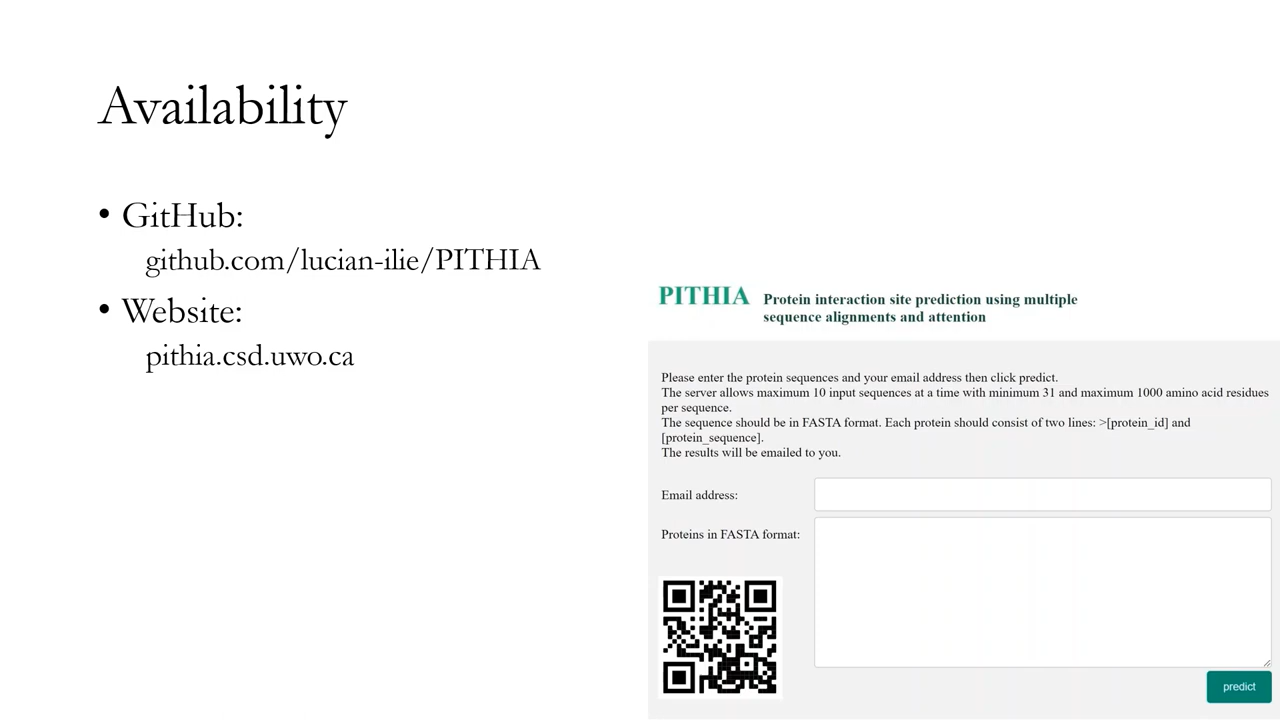 Availability
• GitHub:
github.com/lucian-ilie/PITHIA
• Website:
pithia.csd.uwo.ca
PITHIA Protein interaction site prediction using multiple
sequence alignments and attention
Please enter the protein sequences and your email address then click predict.
The server allows maximum 10 input sequences at a time with minimum 31 and maximum 1000 amino acid residues
per sequence.
The sequence should be in FASTA format. Each protein should consist of two lines: >[protein_id] and
[protein_sequence].
The results will be emailed to you.
Email address:
Proteins in FASTA format:
predict